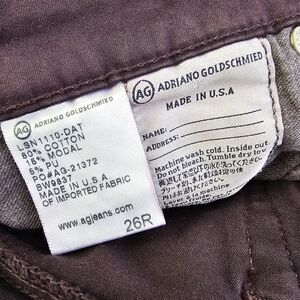 AG ADRIANO GOLDSCHMIED
LSN1110-DAT
80% COTTON
15% MODAL
5% PU
PO#AG-21372
BW9837
MADE IN U.S.A
OF IMPORTED FABRIC
www.agjeans.com
26R
AG ADRIANO GOLDSCHMIED
MADE IN U.S.A
NAME:
ADDRESS:
Machine wash cold. Inside out
Do not bleach. Tumble dry low